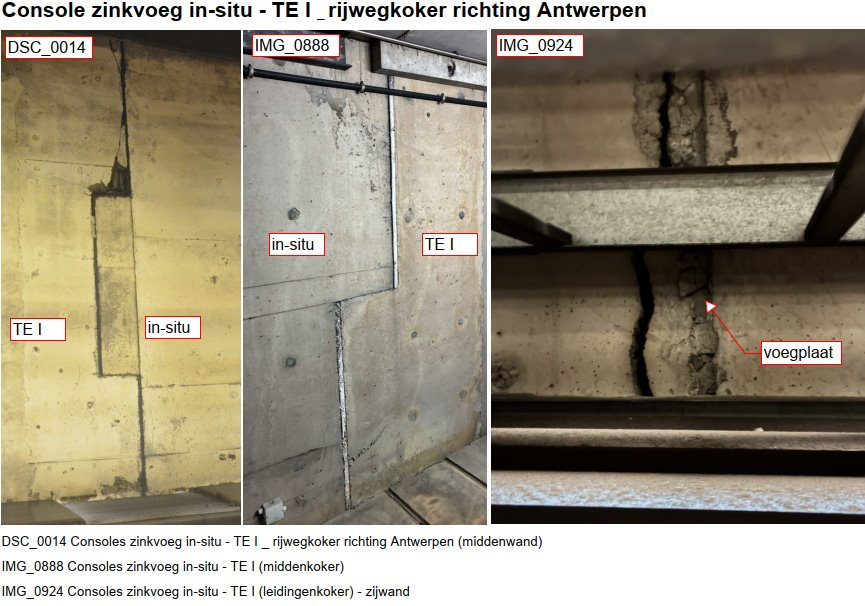 Console zinkvoeg in-situ - TE I _ rijwegkoker richting Antwerpen
DSC_0014
IMG_0888
IMG_0924
in-situ
TE I
TE I
in-situ
voegplaat
DSC_0014 Consoles zinkvoeg in-situ - TE I _ rijwegkoker richting Antwerpen (middenwand)
IMG_0888 Consoles zinkvoeg in-situ - TE I (middenkoker)
IMG_0924 Consoles zinkvoeg in-situ - TE I (leidingenkoker) - zijwand